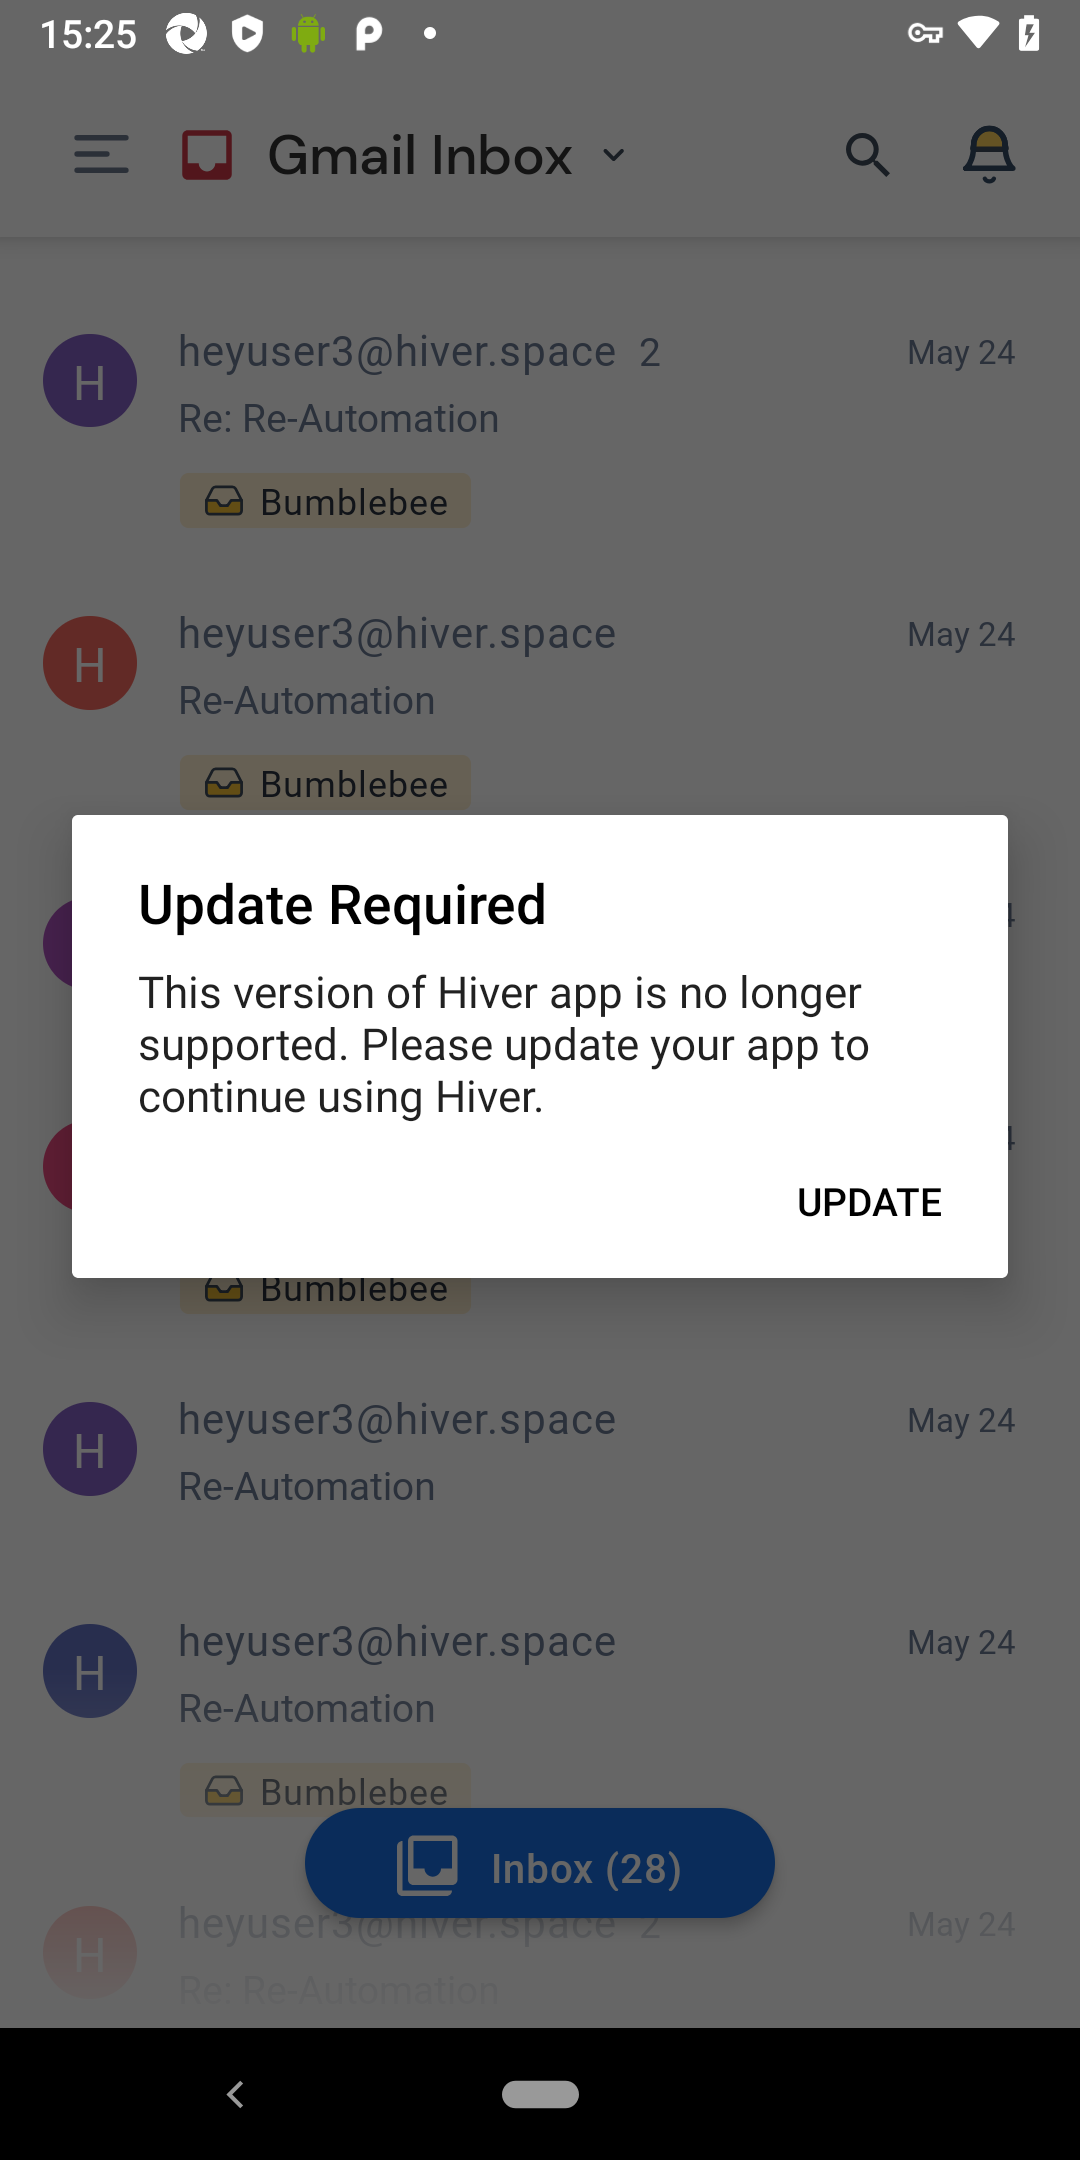 15:25
Gmail Inbox
H
heyuser3@hiver.space 2
May 24
Re: Re-Automation
Bumblebee
H
heyuser3@hiver.space
May 24
Re-Automation
Bumblebee
4
Update Required
This version of Hiver app is no longer
supported. Please update your app to
continue using Hiver.
4
UPDATE
Bumblebee
H
heyuser3@hiver.space
May 24
Re-Automation
H
heyuser3@hiver.space
May 24
Re-Automation
Bumblebee
Inbox (28)
H
heyuser3@hiver.space 2
May 24
Re: Re-Automation